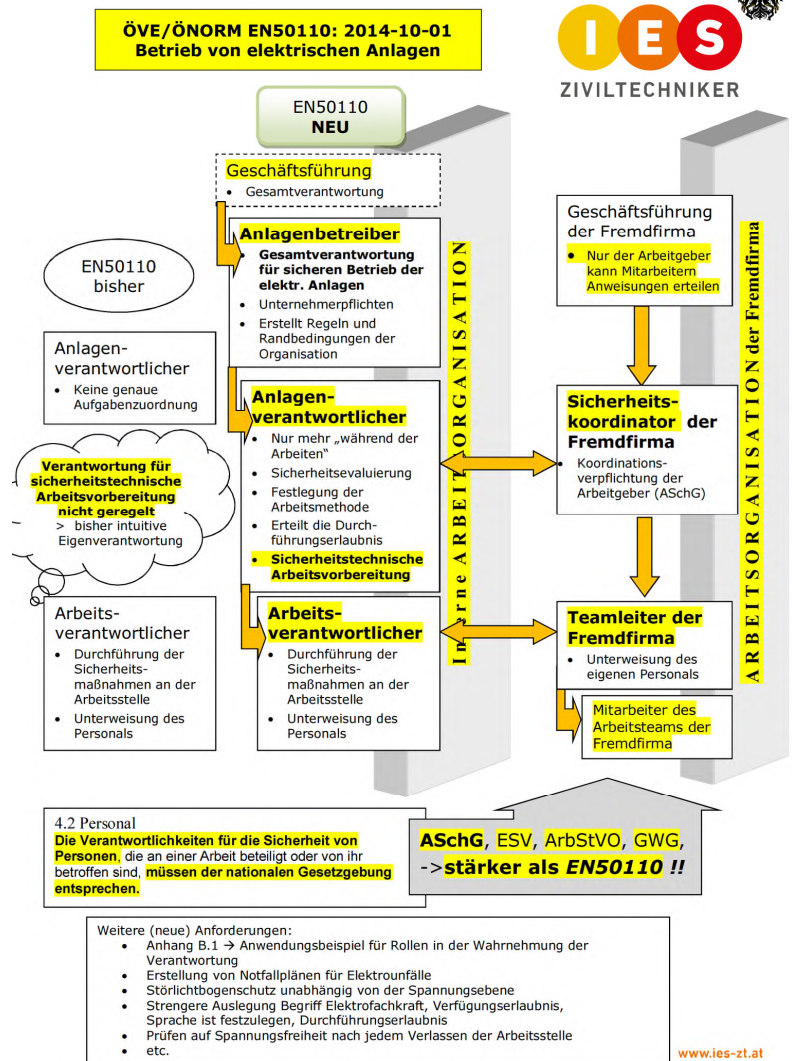 ÖVE/ÖNORM EN50110: 2014-10-01
Betrieb von elektrischen Anlagen
IES
ZIVILTECHNIKER
EN50110
NEU
Geschäftsführung
• Gesamtverantwortung
Anlagenbetreiber
• Gesamtverantwortung
für sicheren Betrieb der
elektr. Anlagen
• Unternehmerpflichten
• Erstellt Regeln und
Randbedingungen der
Organisation
EN50110
bisher
Anlagen-
verantwortlicher
• Keine genaue
Aufgabenzuordnung
Anlagen-
verantwortlicher
• Nur mehr „während der
Arbeiten“
• Sicherheitsevaluierung
• Festlegung der
Arbeitsmethode
• Erteilt die Durch-
führungserlaubnis
• Sicherheitstechnische
Arbeitsvorbereitung
Verantwortung für
sicherheitstechnische
Arbeitsvorbereitung
nicht geregelt
> bisher intuitive
Eigenverantwortung
Arbeits-
verantwortlicher
• Durchführung der
Sicherheits-
maßnahmen an der
Arbeitsstelle
• Unterweisung des
Personals
Arbeits-
verantwortlicher
• Durchführung der
Sicherheits-
maßnahmen an der
Arbeitsstelle
• Unterweisung des
Personals
Interne ARBEITSORGANISATION
Geschäftsführung
der Fremdfirma
• Nur der Arbeitgeber
kann Mitarbeitern
Anweisungen erteilen
Sicherheits-
koordinator der
Fremdfirma
• Koordinations-
verpflichtung der
Arbeitgeber (ASchG)
Teamleiter der
Fremdfirma
• Unterweisung des
eigenen Personals
Mitarbeiter des
Arbeitsteams der
Fremdfirma
ARBEITSORGANISATION der Fremdfirma
4.2 Personal
Die Verantwortlichkeiten für die Sicherheit von
Personen, die an einer Arbeit beteiligt oder von ihr
betroffen sind, müssen der nationalen Gesetzgebung
entsprechen.
ASchG, ESV, ArbStVO, GWG,
->stärker als EN50110 !!
Weitere (neue) Anforderungen:
• Anhang B.1 → Anwendungsbeispiel für Rollen in der Wahrnehmung der
Verantwortung
• Erstellung von Notfallplänen für Elektrounfälle
• Störlichtbogenschutz unabhängig von der Spannungsebene
• Strengere Auslegung Begriff Elektrofachkraft, Verfügungserlaubnis,
Sprache ist festzulegen, Durchführungserlaubnis
• Prüfen auf Spannungsfreiheit nach jedem Verlassen der Arbeitsstelle
• etc.
www.ies-zt.at